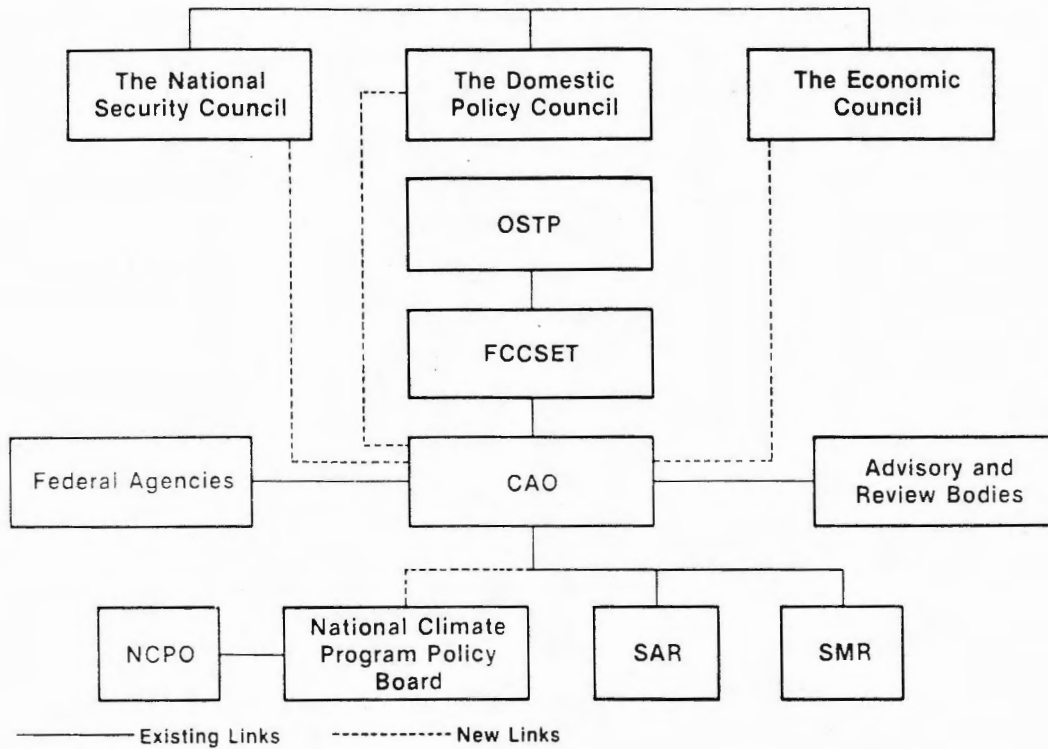 The National
Security Council
The Domestic
Policy Council
The Economic
Council
OSTP
FCCSET
Federal Agencies
CAO
Advisory and
Review Bodies
NCPO
National Climate
Program Policy
Board
SAR
SMR
Existing Links
New Links